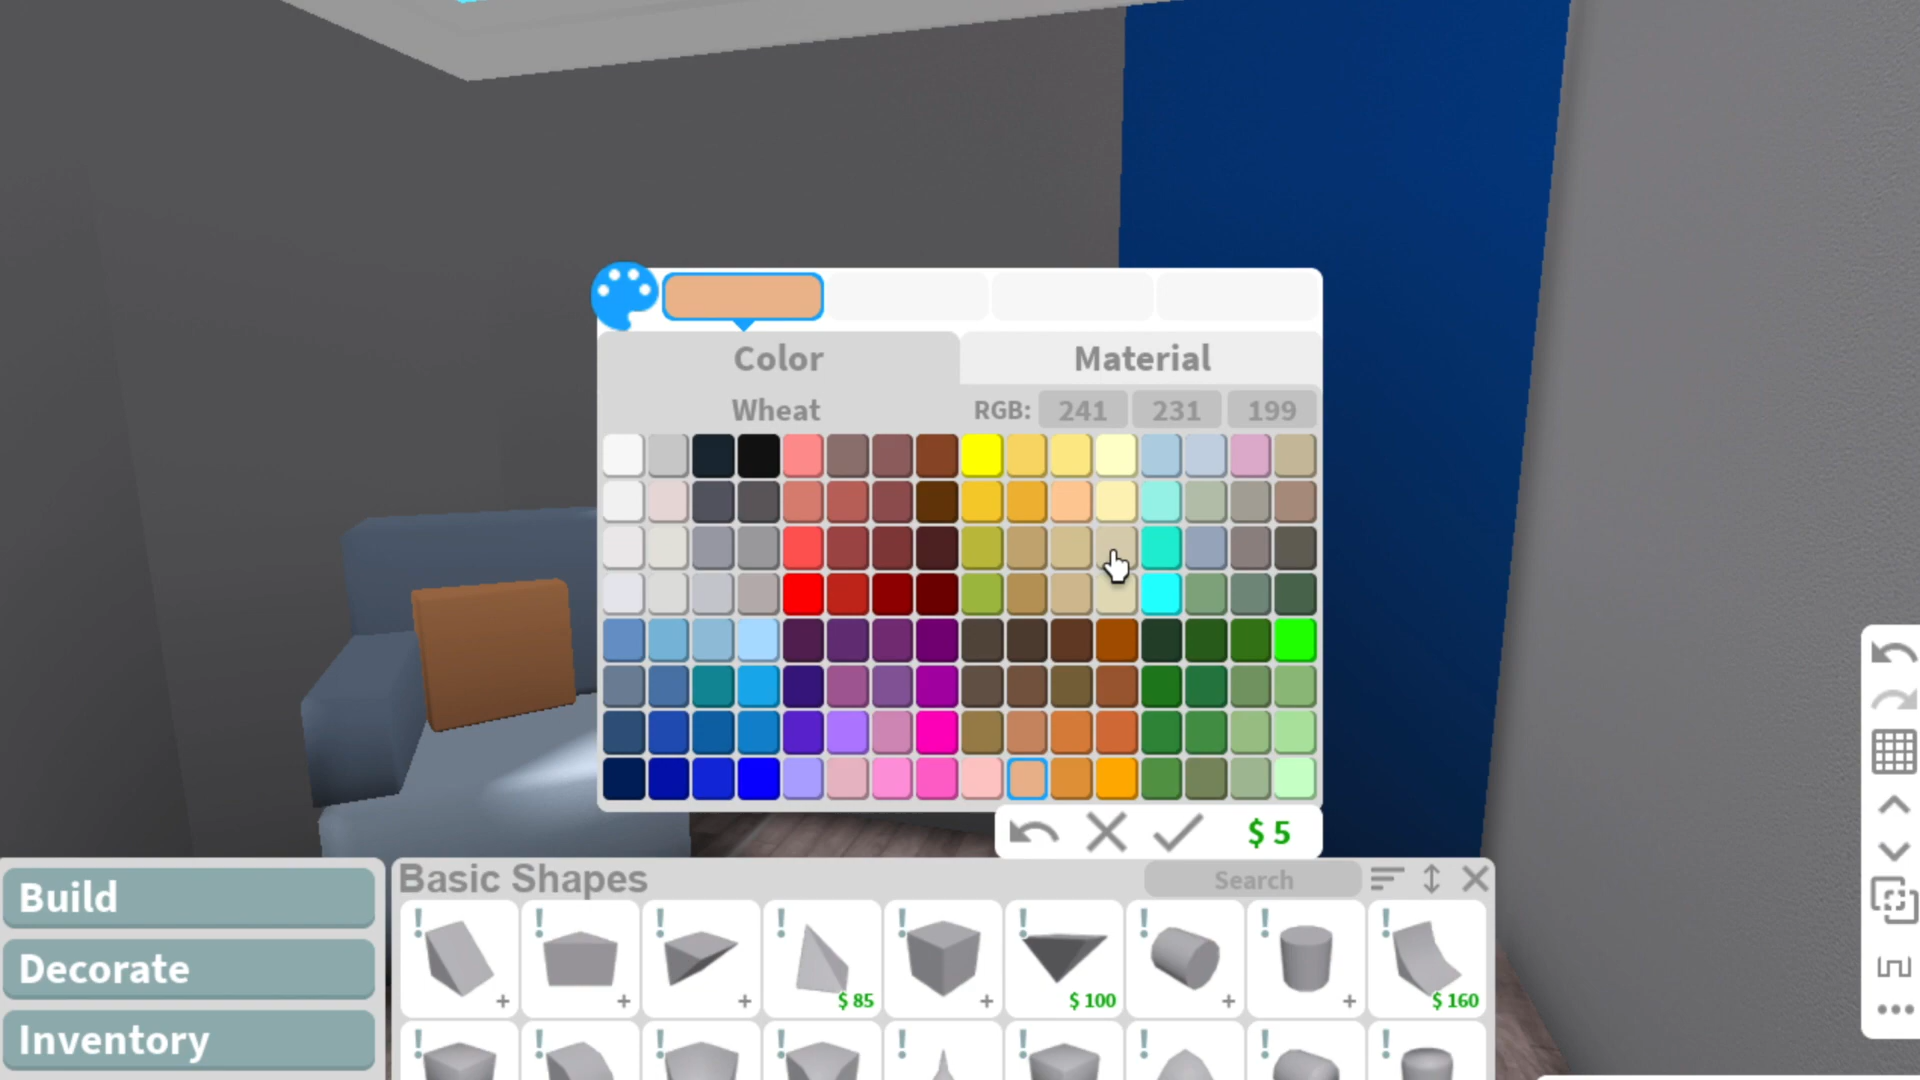 Color
Material
Wheat
RGB: 241 231 199
$ 5
Build
Decorate
Inventory
Basic Shapes
Search
! + ! + ! + ! $ 85 ! + ! $ 100 ! + ! + ! $ 160
! ! ! ! ! ! ! ! !